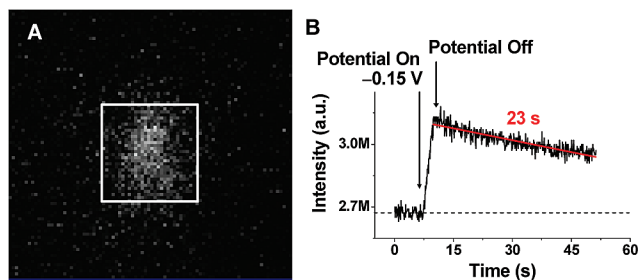 A
B
Potential On
−0.15 V
Potential Off
23 s
3.0M
2.7M
Intensity (a.u.)
0 15 30 45 60
Time (s)